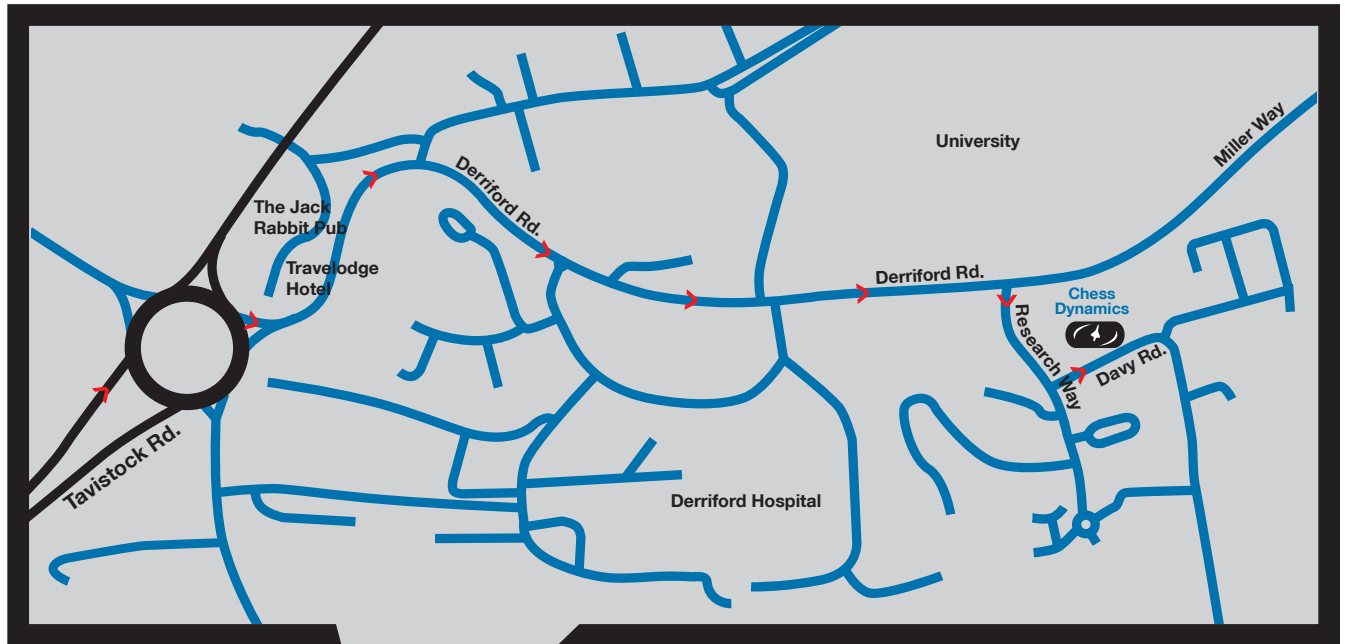 University
Miller Way
Derriford Rd.
The Jack
Rabbit Pub
Travelodge
Hotel
Derriford Rd.
Chess
Dynamics
Research Way
Davy Rd.
Tavistock Rd.
Derriford Hospital